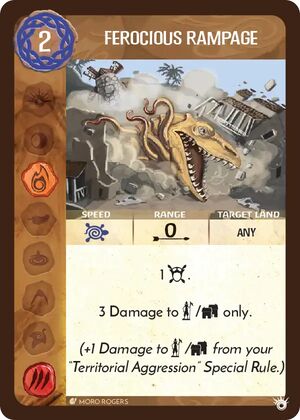 2
FEROCIOUS RAMPAGE
SPEED
RANGE
TARGET LAND
0
ANY
1 .
3 Damage to / only.
(+1 Damage to / from your
"Territorial Aggression" Special Rule.)
MORO ROGERS